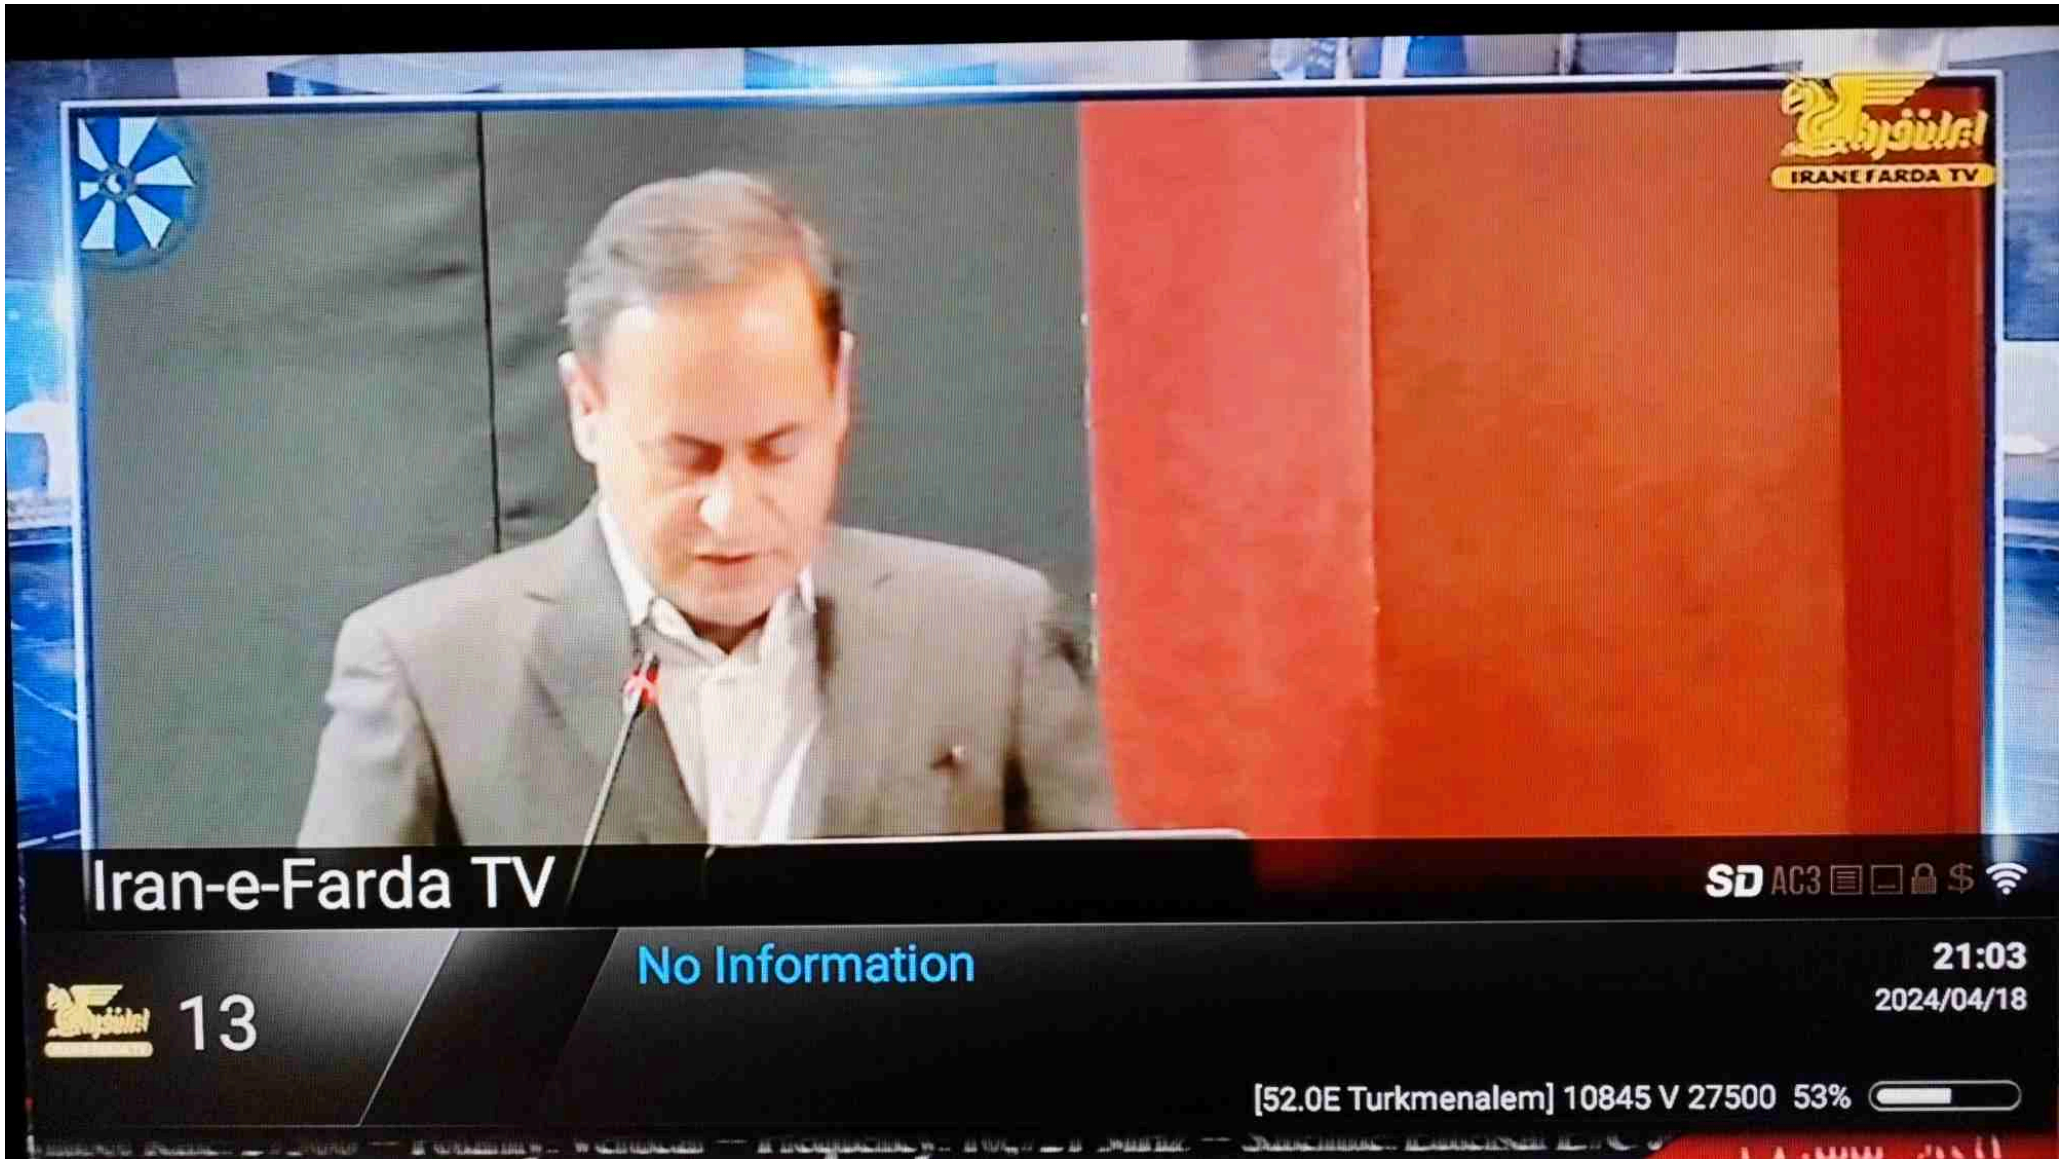 ایران فردا
IRANEFARDA TV
Iran-e-Farda TV
SD AC3
No Information
21:03
2024/04/18
13
[52.0E Turkmenalem] 10845 V 27500 53%